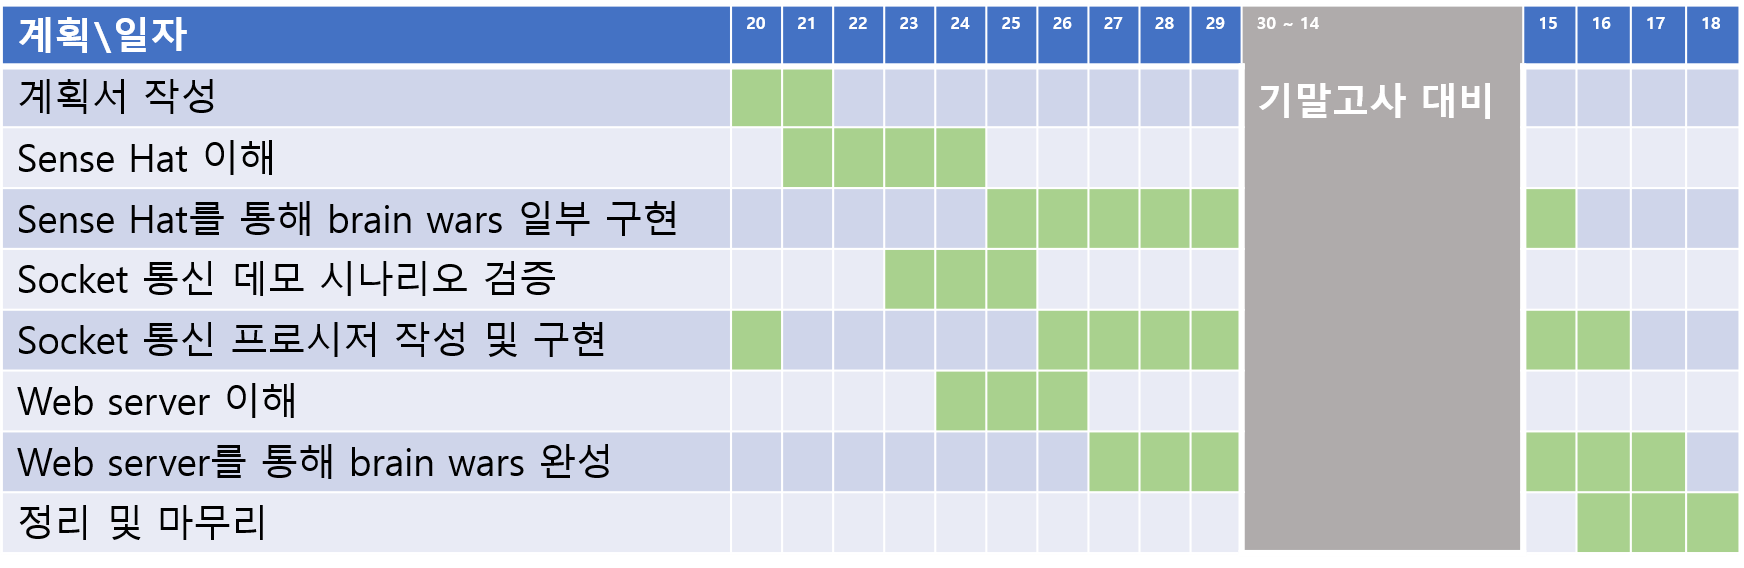 계획\일자 20 21 22 23 24 25 26 27 28 29 30 ~ 14 15 16 17 18
기말고사 대비
계획서 작성
Sense Hat 이해
Sense Hat를 통해 brain wars 일부 구현
Socket 통신 데모 시나리오 검증
Socket 통신 프로시저 작성 및 구현
Web server 이해
Web server를 통해 brain wars 완성
정리 및 마무리